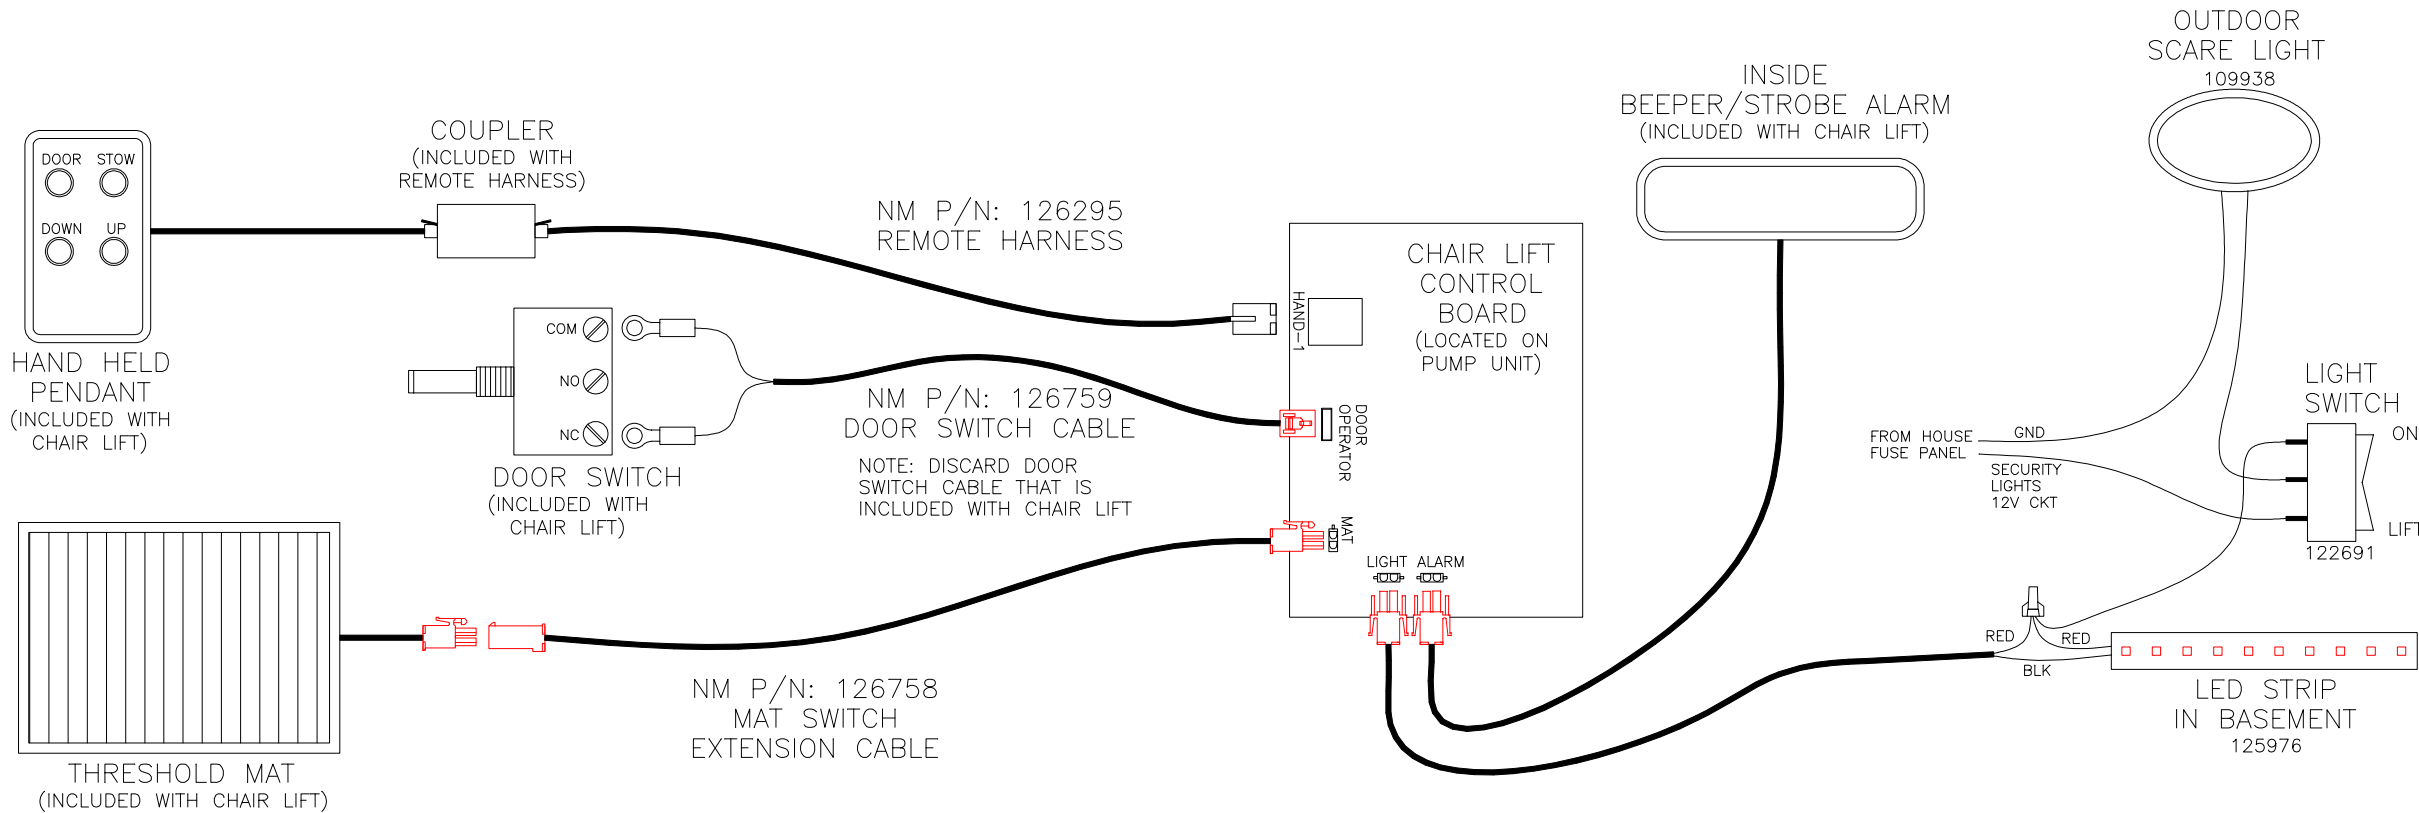 OUTDOOR
SCARE LIGHT
109938
INSIDE
BEEPER/STROBE ALARM
(INCLUDED WITH CHAIR LIFT)
COUPLER
(INCLUDED WITH
REMOTE HARNESS)
DOOR STOW
DOWN UP
HAND HELD
PENDANT
(INCLUDED WITH
CHAIR LIFT)
NM P/N: 126295
REMOTE HARNESS
CHAIR LIFT
CONTROL
BOARD
(LOCATED ON
PUMP UNIT)
HAND-1
COM
NO
NC
DOOR SWITCH
(INCLUDED WITH
CHAIR LIFT)
NM P/N: 126759
DOOR SWITCH CABLE
NOTE: DISCARD DOOR
SWITCH CABLE THAT IS
INCLUDED WITH CHAIR LIFT
DOOR
OPERATOR
MAT
LIGHT ALARM
LIGHT
SWITCH
ON
LIFT
122691
FROM HOUSE
FUSE PANEL
GND
SECURITY
LIGHTS
12V CKT
THRESHOLD MAT
(INCLUDED WITH CHAIR LIFT)
NM P/N: 126758
MAT SWITCH
EXTENSION CABLE
RED RED
BLK
LED STRIP
IN BASEMENT
125976